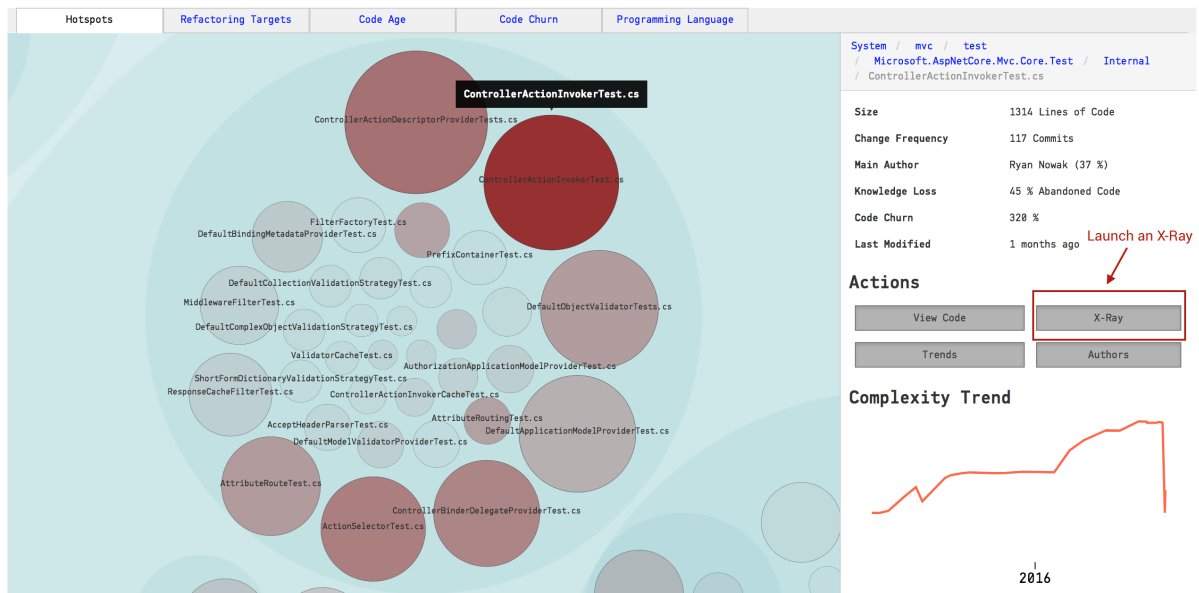 Hotspots
Refactoring Targets
Code Age
Code Churn
Programming Language
ControllerActionInvokerTest.cs
ControllerActionDescriptorProviderTests.cs
ControllerActionInvokerTest.cs
FilterFactoryTest.cs
DefaultBindingMetadataProviderTest.cs
PrefixContainerTest.cs
DefaultCollectionValidationStrategyTest.cs
MiddlewareFilterTest.cs
DefaultObjectValidatorTests.cs
DefaultComplexObjectValidationStrategyTest.cs
ValidatorCacheTest.cs
AuthorizationApplicationModelProviderTest.cs
ShortFormDictionaryValidationStrategyTest.cs
ResponseCacheFilterTest.cs
ControllerActionInvokerCacheTest.cs
AttributeRoutingTest.cs
AcceptHeaderParserTest.cs
DefaultApplicationModelProviderTest.cs
DefaultModelValidatorProviderTest.cs
AttributeRouteTest.cs
ControllerBinderDelegateProviderTest.cs
ActionSelectorTest.cs
System / mvc / test
/ Microsoft.AspNetCore.Mvc.Core.Test / Internal
/ ControllerActionInvokerTest.cs
Size 1314 Lines of Code
Change Frequency 117 Commits
Main Author Ryan Nowak (37 %)
Knowledge Loss 45 % Abandoned Code
Code Churn 320 %
Last Modified 1 months ago
Launch an X-Ray
Actions
View Code X-Ray
Trends Authors
Complexity Trend
2016